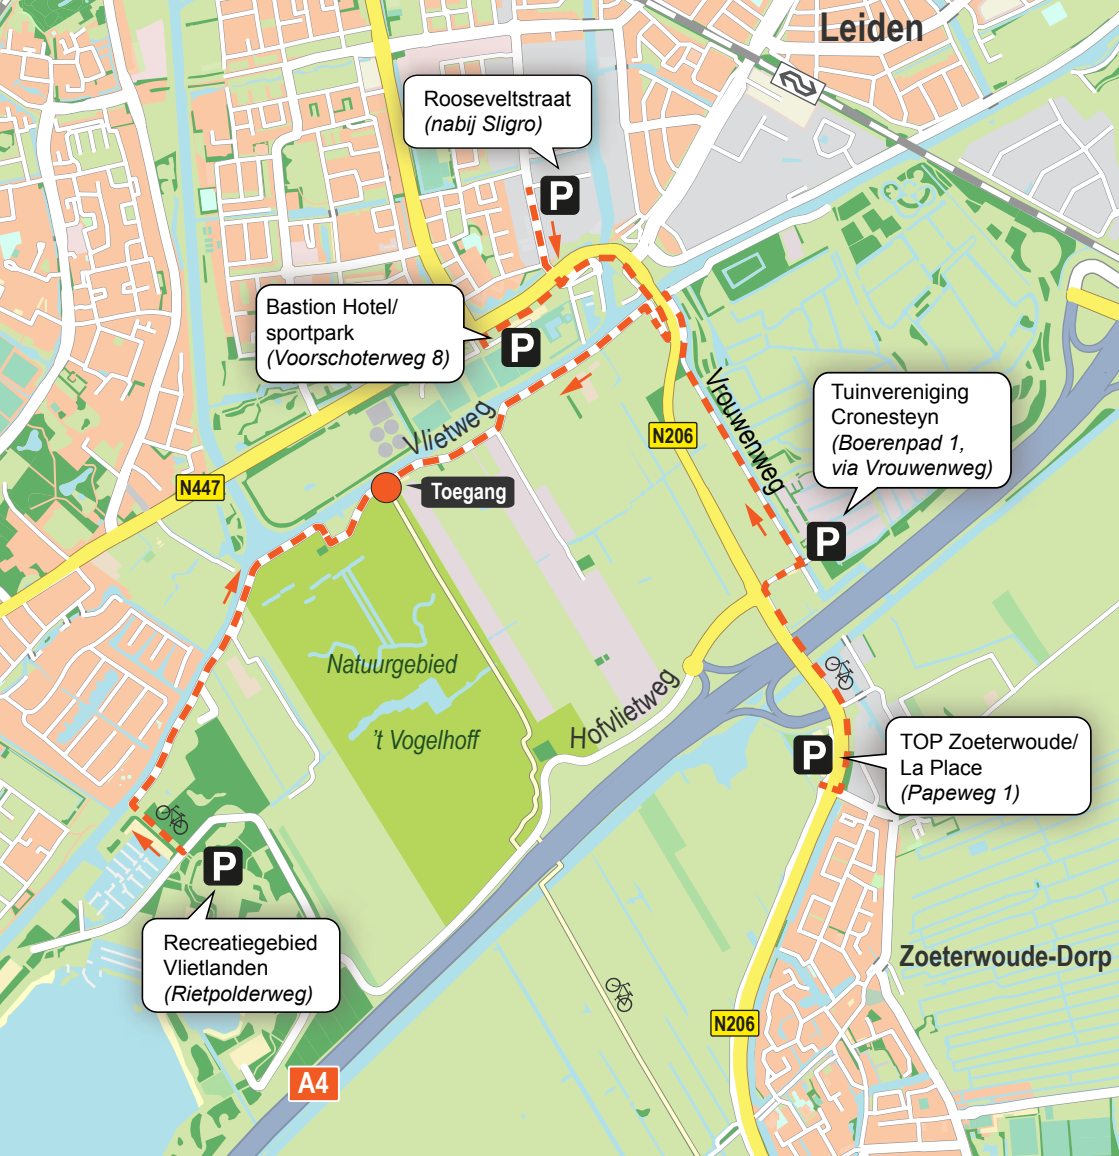 Leiden
Rooseveltstraat
(nabij Sligro)
P
Bastion Hotel/
sportpark
(Voorschoterweg 8)
P
Tuinvereniging
Cronesteyn
(Boerenpad 1,
via Vrouwenweg)
P
Vrouwenweg
Vlietweg
N206
N447
Toegang
Natuurgebied
't Vogelhoff
Hofvlietweg
P
TOP Zoeterwoude/
La Place
(Papeweg 1)
P
Recreatiegebied
Vlietlanden
(Rietpolderweg)
Zoeterwoude-Dorp
N206
A4